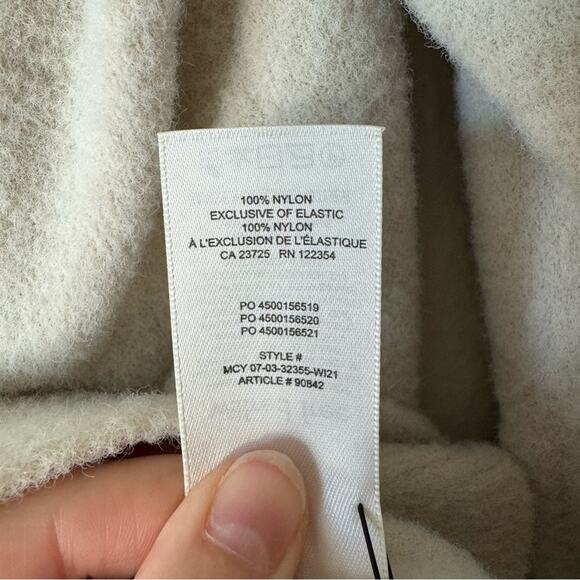 100% NYLON
EXCLUSIVE OF ELASTIC
100% NYLON
À L'EXCLUSION DE L'ÉLASTIQUE
CA 23725 RN 122354
PO 4500156519
PO 4500156520
PO 4500156521
STYLE #
MCY 07-03-32355-WI21
ARTICLE # 90842